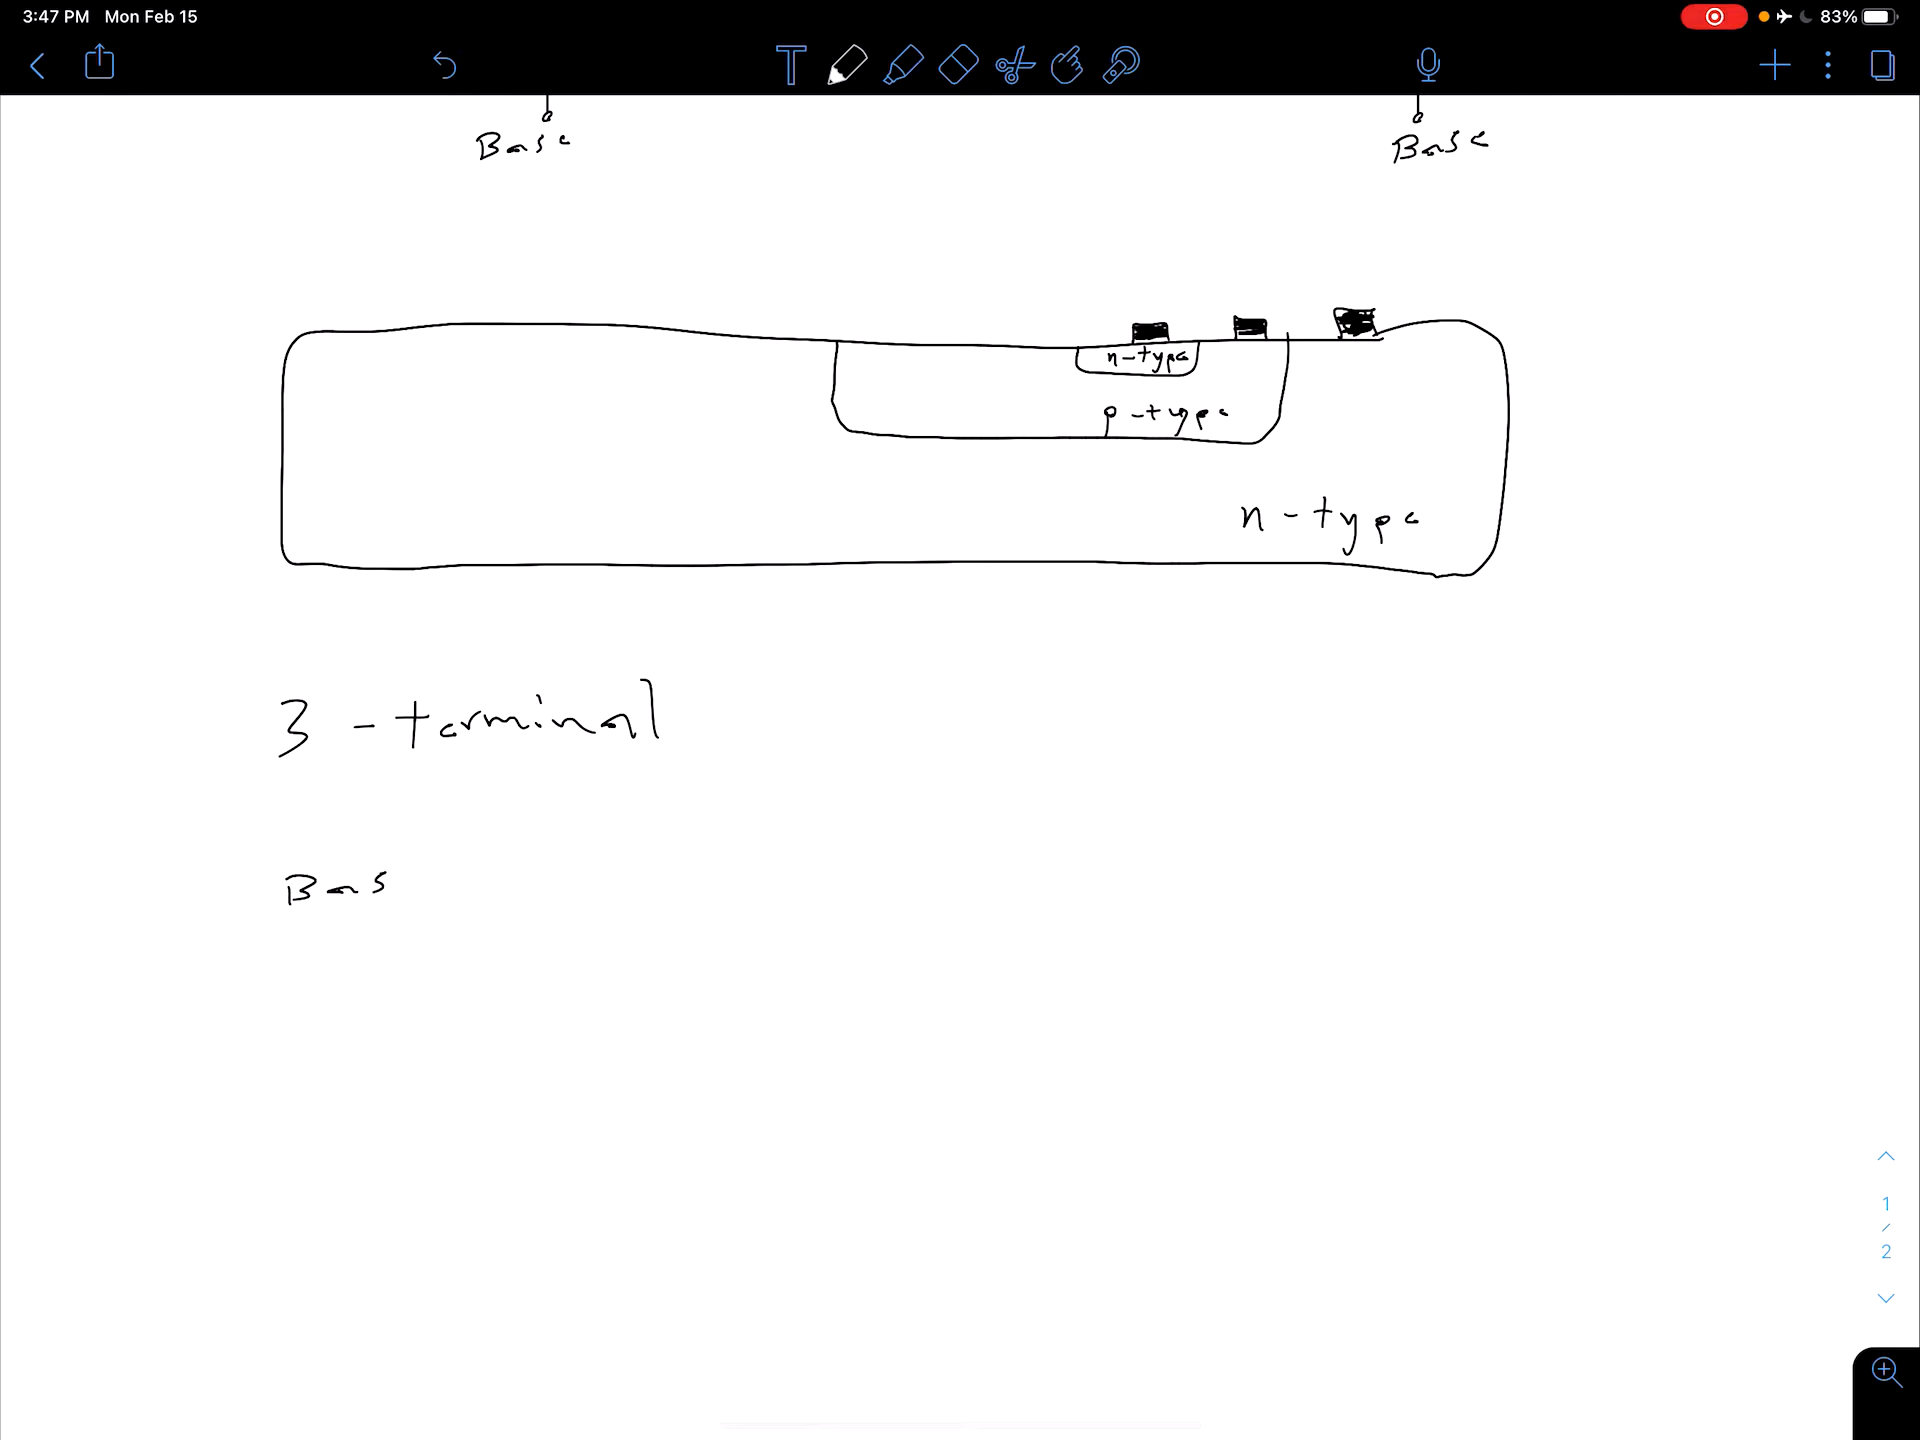 3:47 PM Mon Feb 15
83%
Base Base
n-type
p-type
n-type
3-terminal
Bas
1
/
2